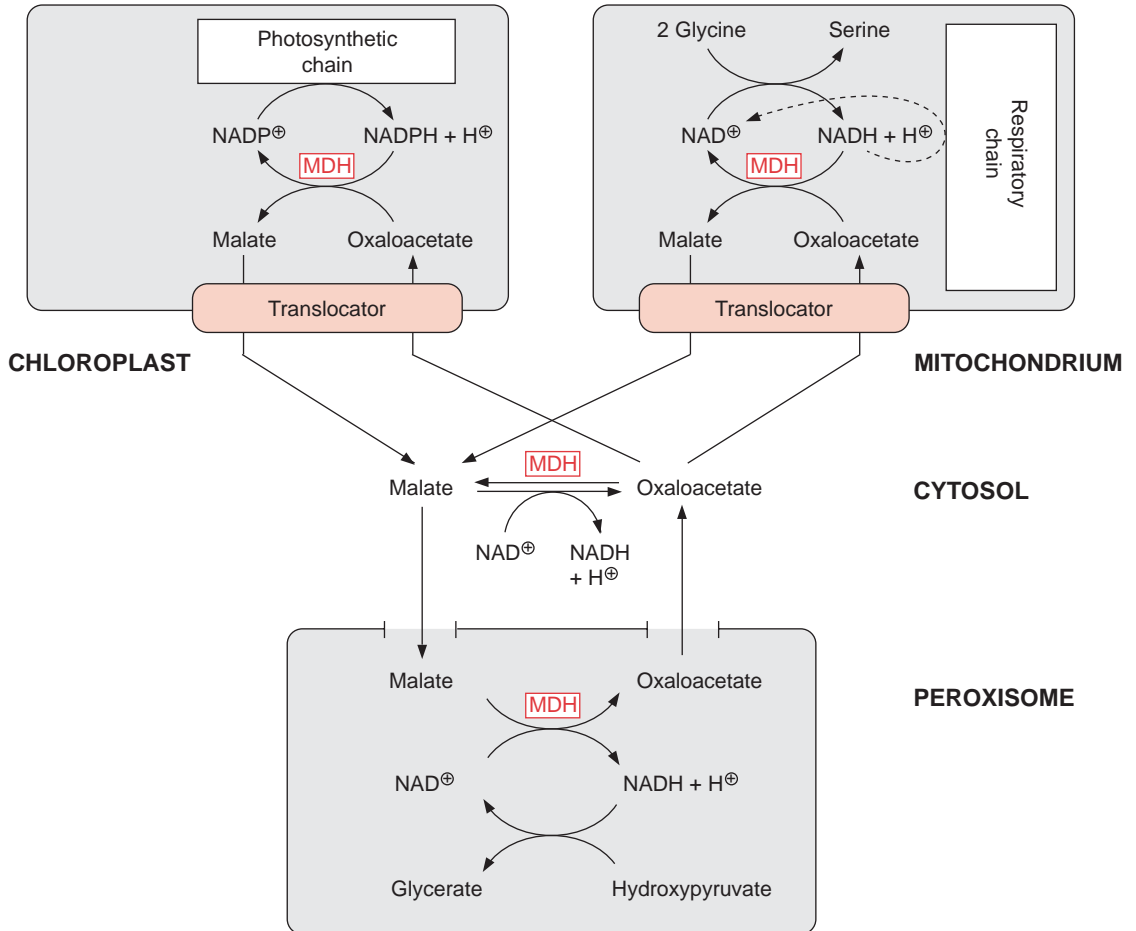 Photosynthetic
chain
NADP⊕
NADPH + H⊕
MDH
Malate
Oxaloacetate
Translocator
CHLOROPLAST
2 Glycine
Serine
NAD⊕
NADH + H⊕
MDH
Malate
Oxaloacetate
Respiratory
chain
Translocator
MITOCHONDRIUM
MDH
Malate
Oxaloacetate
NAD⊕
NADH
+ H⊕
CYTOSOL
Malate
Oxaloacetate
MDH
NAD⊕
NADH + H⊕
Glycerate
Hydroxypyruvate
PEROXISOME